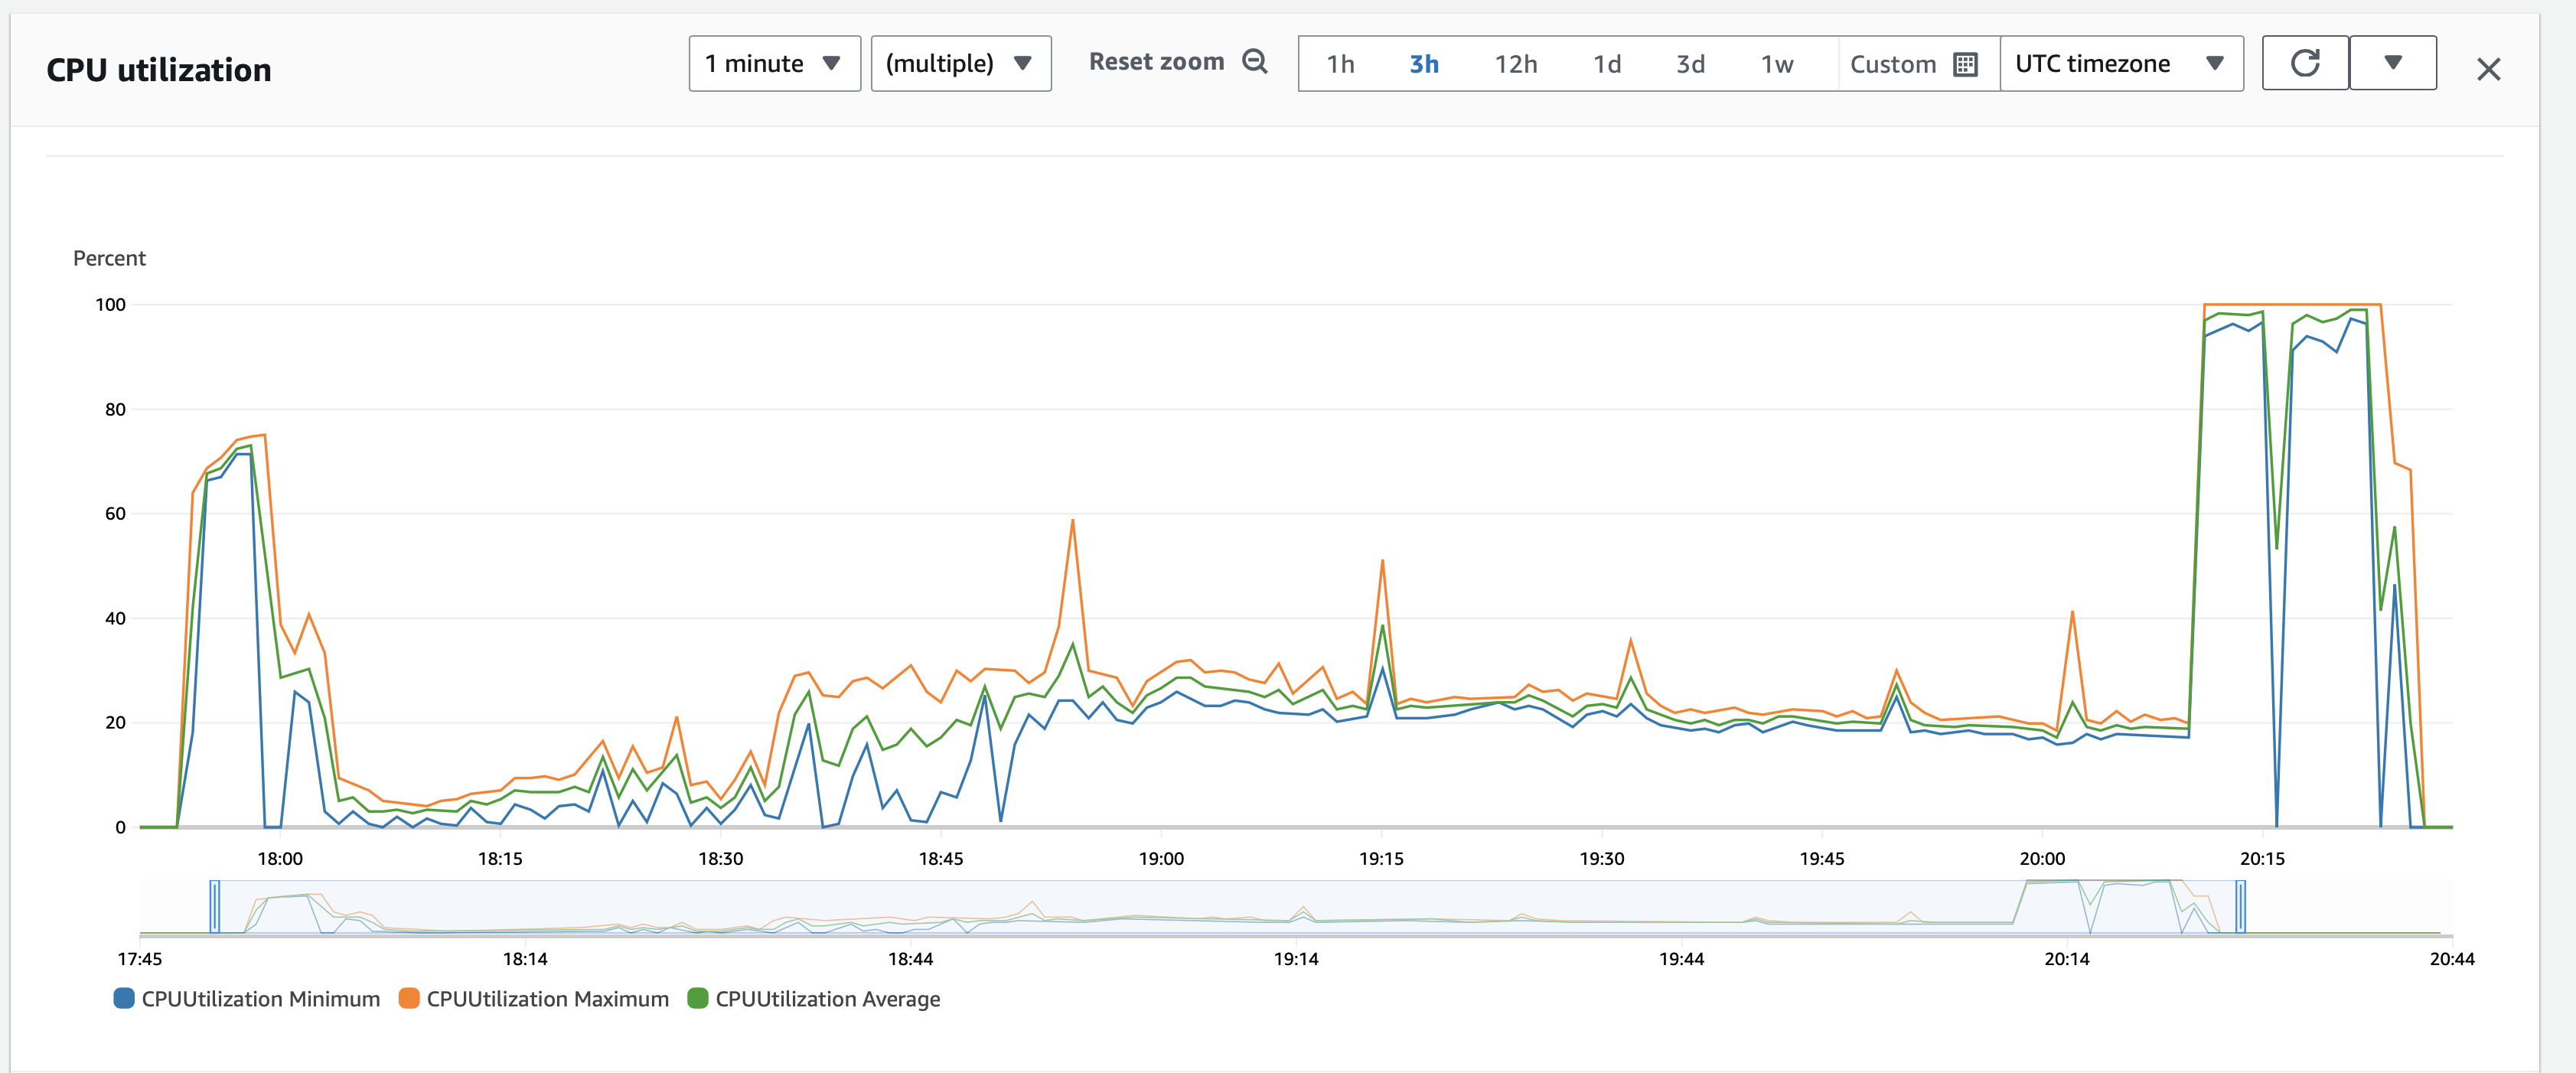 CPU utilization 1 minute (multiple) Reset zoom 1h 3h 12h 1d 3d 1w Custom UTC timezone
Percent
100
80
60
40
20
0
18:00 18:15 18:30 18:45 19:00 19:15 19:30 19:45 20:00 20:15
17:45 18:14 18:44 19:14 19:44 20:14 20:44
CPUUtilization Minimum CPUUtilization Maximum CPUUtilization Average